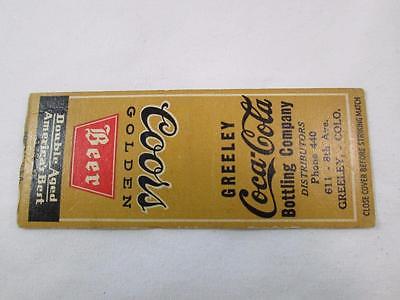 Double Aged
America's Best
Beer
Coors
GOLDEN
GREELEY
Coca-Cola
Bottling Company
DISTRIBUTORS
Phone 440
611 - 8th Ave.
GREELEY, - COLO.
CLOSE COVER BEFORE STRIKING MATCH